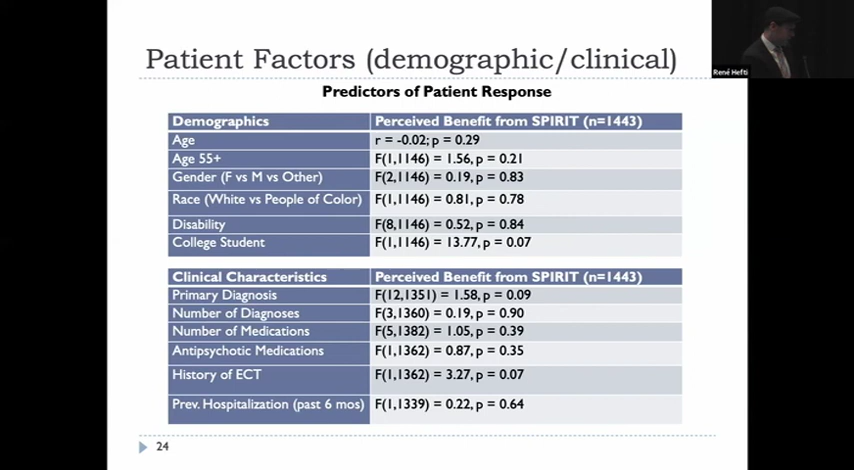 Patient Factors (demographic/clinical)
René Hefti
Predictors of Patient Response
Demographics Perceived Benefit from SPIRIT (n=1443)
Age r = -0.02; p = 0.29
Age 55+ F(1,1146) = 1.56, p = 0.21
Gender (F vs M vs Other) F(2,1146) = 0.19, p = 0.83
Race (White vs People of Color) F(1,1146) = 0.81, p = 0.78
Disability F(8,1146) = 0.52, p = 0.84
College Student F(1,1146) = 13.77, p = 0.07
Clinical Characteristics Perceived Benefit from SPIRIT (n=1443)
Primary Diagnosis F(12,1351) = 1.58, p = 0.09
Number of Diagnoses F(3,1360) = 0.19, p = 0.90
Number of Medications F(5,1382) = 1.05, p = 0.39
Antipsychotic Medications F(1,1362) = 0.87, p = 0.35
History of ECT F(1,1362) = 3.27, p = 0.07
Prev. Hospitalization (past 6 mos) F(1,1339) = 0.22, p = 0.64
24